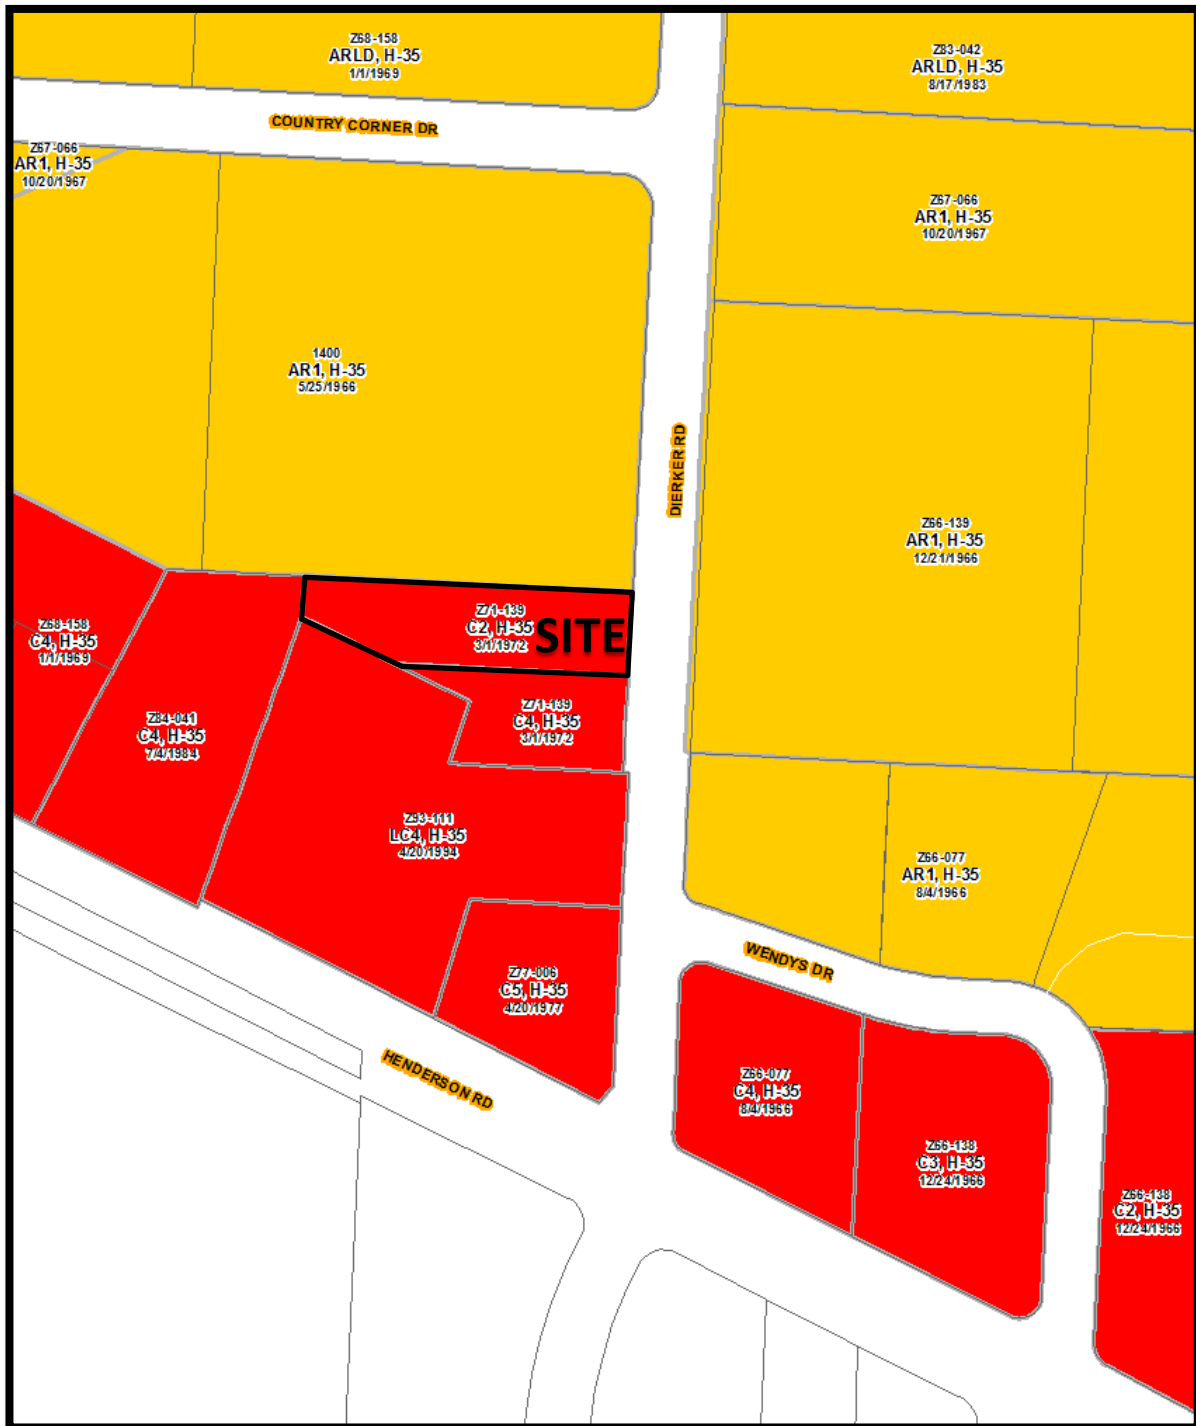 Z68-158
ARLD, H-35
1/1/1969
Z83-042
ARLD, H-35
8/17/1983
COUNTRY CORNER DR
Z67-066
AR1, H-35
10/20/1967
Z67-066
AR1, H-35
10/20/1967
1400
AR1, H-35
5/25/1966
DIERKER RD
Z66-139
AR1, H-35
12/21/1966
Z71-139
C2, H-35
3/1/1972
SITE
Z68-158
C4, H-35
1/1/1969
Z84-041
C4, H-35
7/4/1984
Z71-139
C4, H-35
3/1/1972
Z93-111
LC4, H-35
4/20/1994
Z66-077
AR1, H-35
8/4/1966
WENDYS DR
Z77-006
C5, H-35
4/20/1977
HENDERSON RD
Z66-077
C4, H-35
8/4/1966
Z66-138
C3, H-35
12/24/1966
Z66-138
C2, H-35
12/24/1966